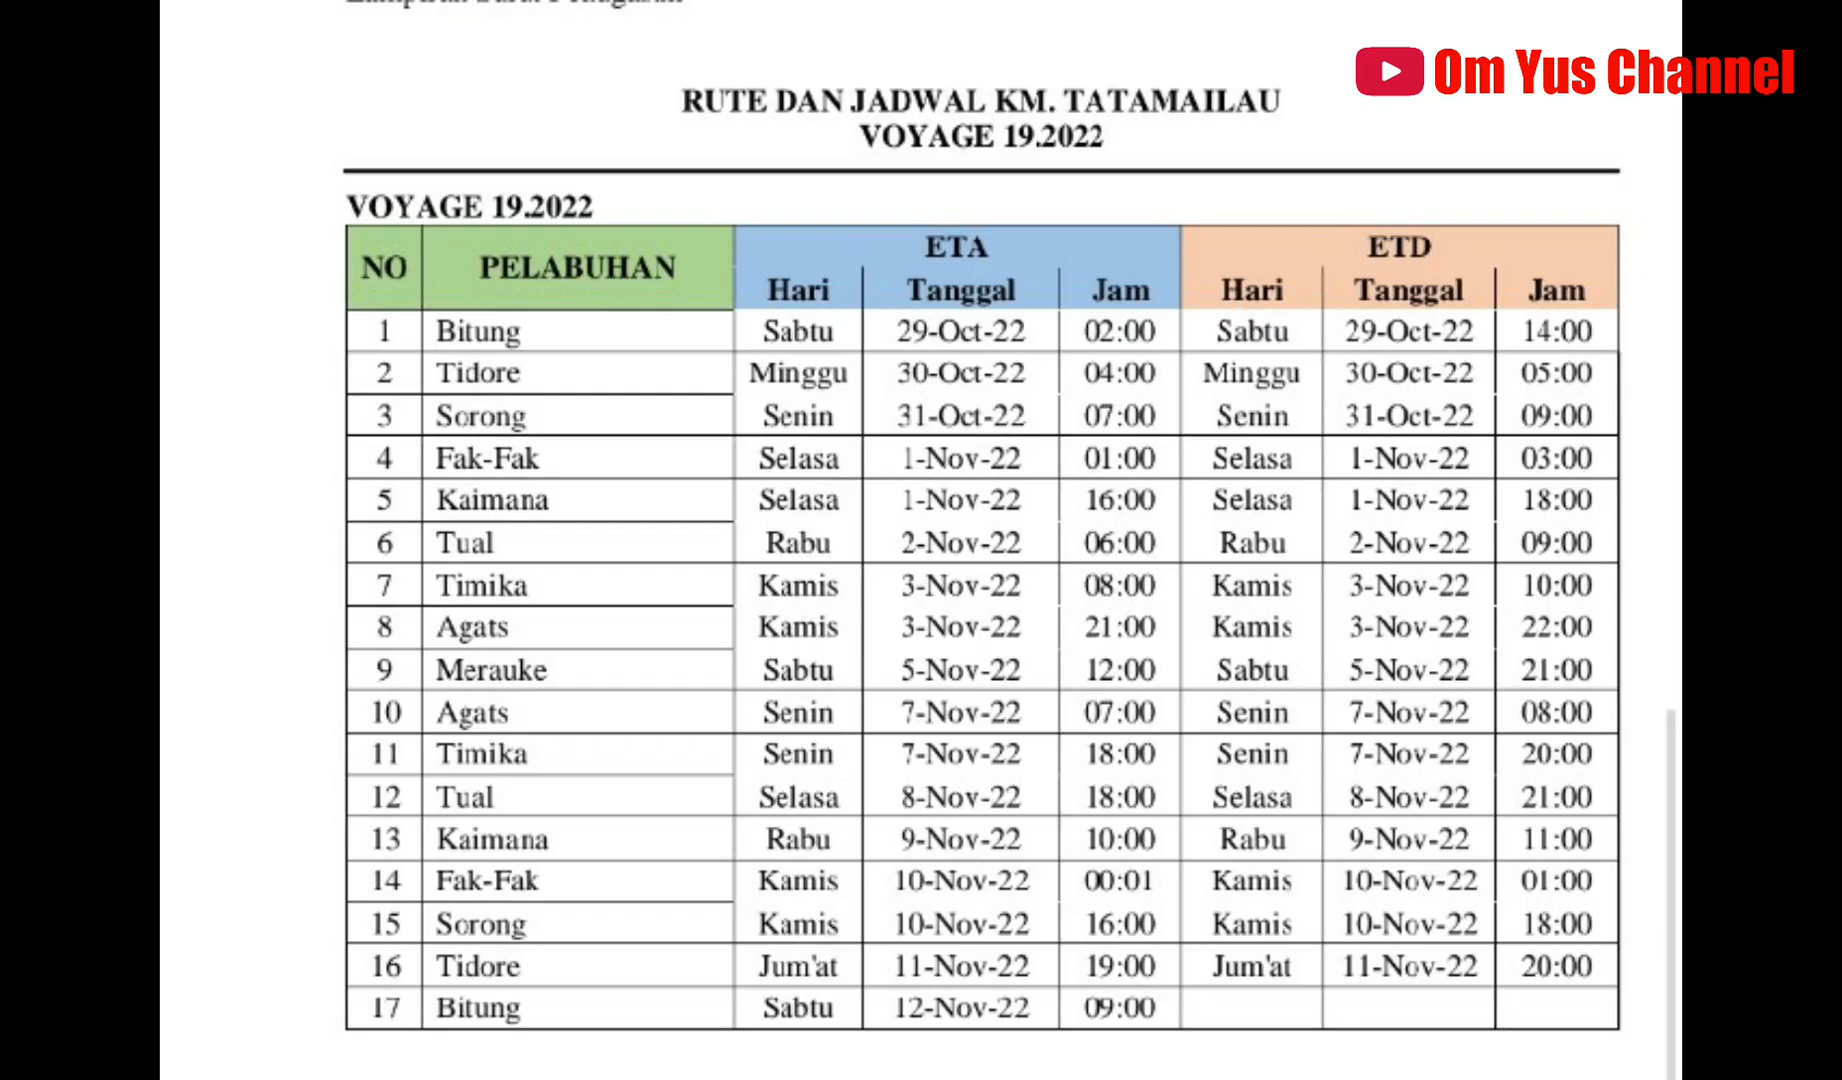 Om Yus Channel
RUTE DAN JADWAL KM. TATAMAILAU
VOYAGE 19.2022
VOYAGE 19.2022
NO PELABUHAN ETA ETD
Hari Tanggal Jam Hari Tanggal Jam
1 Bitung Sabtu 29-Oct-22 02:00 Sabtu 29-Oct-22 14:00
2 Tidore Minggu 30-Oct-22 04:00 Minggu 30-Oct-22 05:00
3 Sorong Senin 31-Oct-22 07:00 Senin 31-Oct-22 09:00
4 Fak-Fak Selasa 1-Nov-22 01:00 Selasa 1-Nov-22 03:00
5 Kaimana Selasa 1-Nov-22 16:00 Selasa 1-Nov-22 18:00
6 Tual Rabu 2-Nov-22 06:00 Rabu 2-Nov-22 09:00
7 Timika Kamis 3-Nov-22 08:00 Kamis 3-Nov-22 10:00
8 Agats Kamis 3-Nov-22 21:00 Kamis 3-Nov-22 22:00
9 Merauke Sabtu 5-Nov-22 12:00 Sabtu 5-Nov-22 21:00
10 Agats Senin 7-Nov-22 07:00 Senin 7-Nov-22 08:00
11 Timika Senin 7-Nov-22 18:00 Senin 7-Nov-22 20:00
12 Tual Selasa 8-Nov-22 18:00 Selasa 8-Nov-22 21:00
13 Kaimana Rabu 9-Nov-22 10:00 Rabu 9-Nov-22 11:00
14 Fak-Fak Kamis 10-Nov-22 00:01 Kamis 10-Nov-22 01:00
15 Sorong Kamis 10-Nov-22 16:00 Kamis 10-Nov-22 18:00
16 Tidore Jum'at 11-Nov-22 19:00 Jum'at 11-Nov-22 20:00
17 Bitung Sabtu 12-Nov-22 09:00